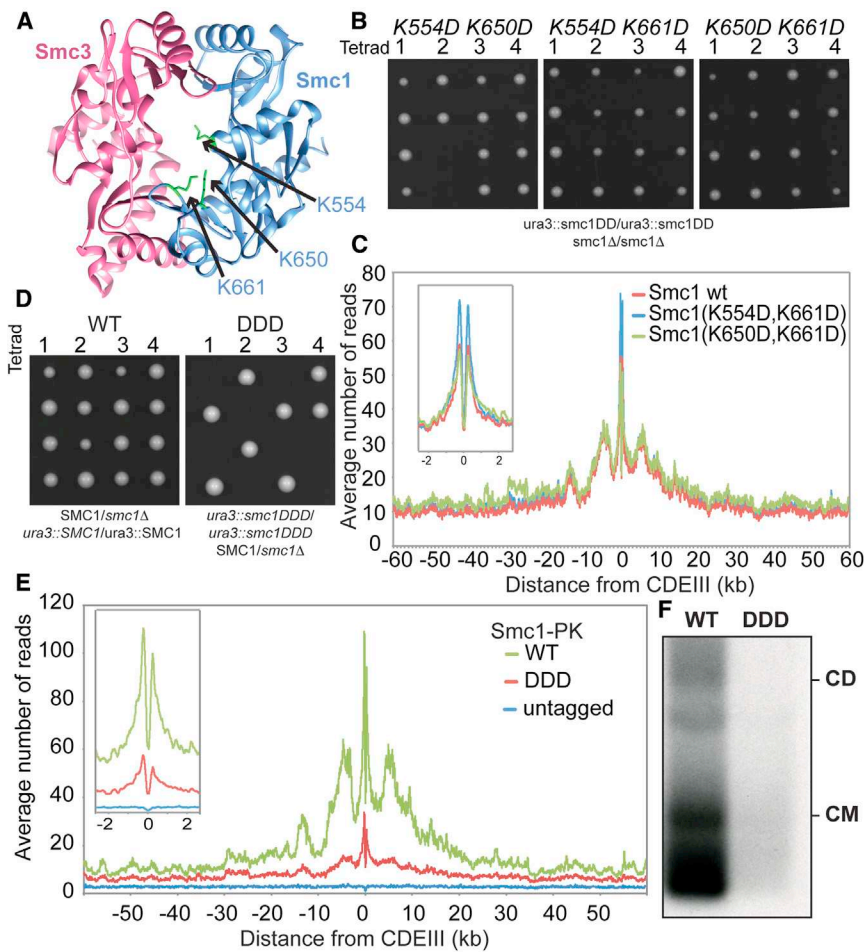 A
Smc3
Smc1
K554
K650
K661
B
K554D K650D K554D K661D K650D K661D
Tetrad
1 2 3 4 1 2 3 4 1 2 3 4
ura3::smc1DD/ura3::smc1DD
smc1Δ/smc1Δ
C
Average number of reads
80
70
60
50
40
30
20
10
0
-2 0 2
Smc1 wt
Smc1(K554D,K661D)
Smc1(K650D,K661D)
-60 -50 -40 -30 -20 -10 0 10 20 30 40 50 60
Distance from CDEIII (kb)
D
WT DDD
Tetrad
1 2 3 4 1 2 3 4
SMC1/smc1Δ
ura3::SMC1/ura3::SMC1
ura3::smc1DDD/
ura3::smc1DDD
SMC1/smc1Δ
E
Average number of reads
120
100
80
60
40
20
0
-2 0 2
Smc1-PK
WT
DDD
untagged
-50 -40 -30 -20 -10 0 10 20 30 40 50
Distance from CDEIII (kb)
F
WT DDD
CD
CM